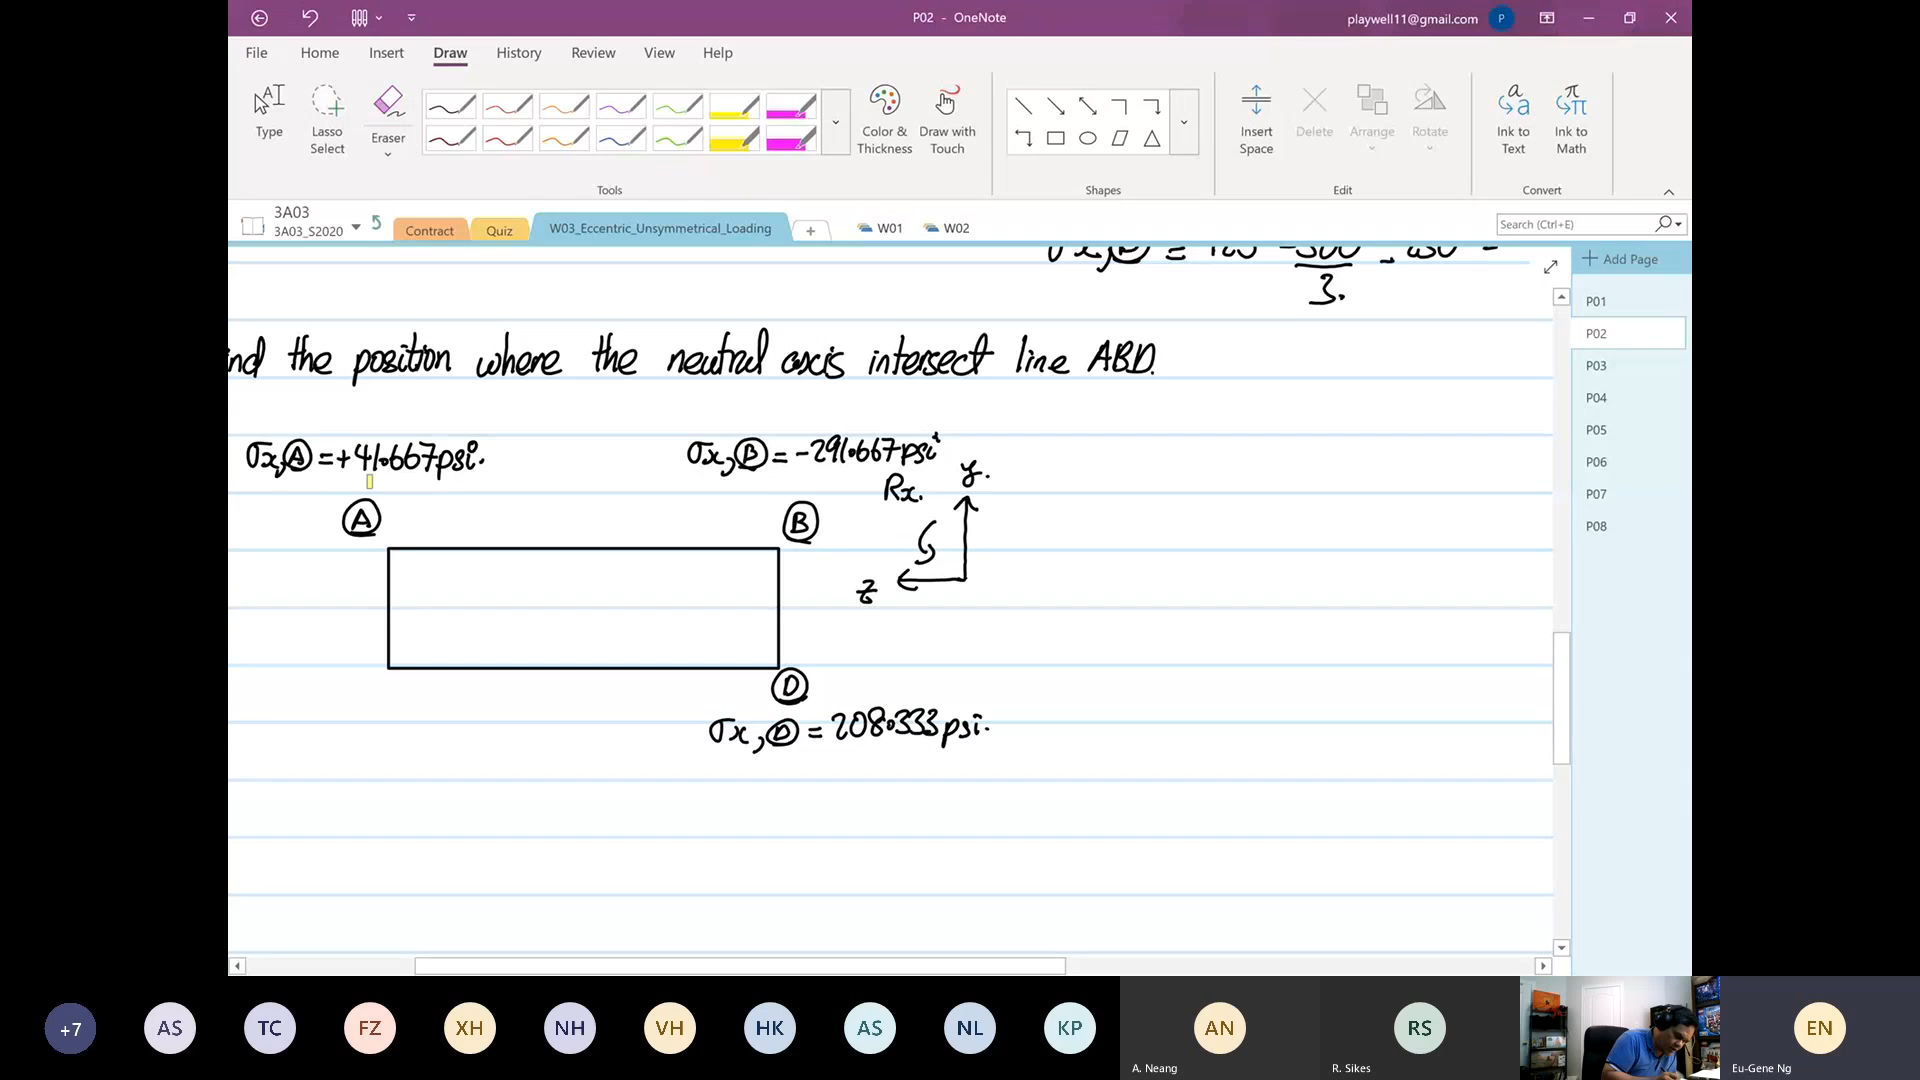 P02 - OneNote
playwell11@gmail.com
P
File Home Insert Draw History Review View Help
Type
Lasso Select
Eraser
Color & Thickness
Draw with Touch
Insert Space
Delete
Arrange
Rotate
Ink to Text
Ink to Math
Tools
Shapes
Edit
Convert
3A03
3A03_S2020
Contract
Quiz
W03_Eccentric_Unsymmetrical_Loading
W01
W02
Search (Ctrl+E)
Add Page
P01
P02
P03
P04
P05
P06
P07
P08
3.
nd the position where the neutral axis intersect line ABD.
σx,A = +41.667psi.
σx,B = -291.667psi
Rx.
y.
A
B
z
D
σx,D = 208.333psi.
+7
AS
TC
FZ
XH
NH
VH
HK
AS
NL
KP
AN
A. Neang
RS
R. Sikes
EN
Eu-Gene Ng